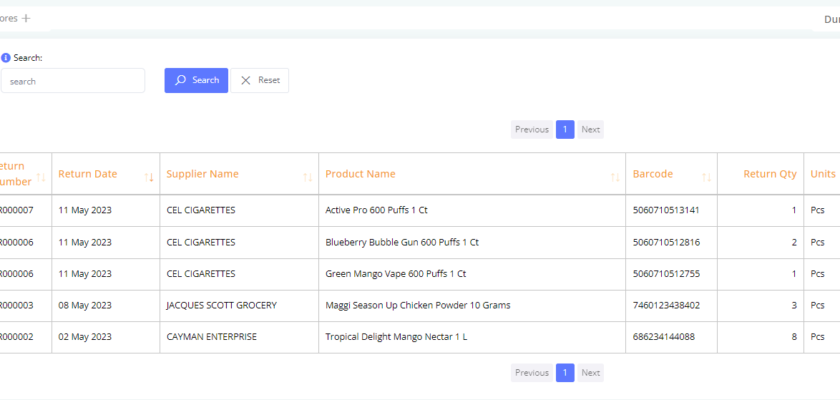 ores +
Dur
Search:
search Search Reset
Previous 1 Next
eturn
umber Return Date Supplier Name Product Name Barcode Return Qty Units
R000007 11 May 2023 CEL CIGARETTES Active Pro 600 Puffs 1 Ct 5060710513141 1 Pcs
R000006 11 May 2023 CEL CIGARETTES Blueberry Bubble Gun 600 Puffs 1 Ct 5060710512816 2 Pcs
R000006 11 May 2023 CEL CIGARETTES Green Mango Vape 600 Puffs 1 Ct 5060710512755 1 Pcs
R000003 08 May 2023 JACQUES SCOTT GROCERY Maggi Season Up Chicken Powder 10 Grams 7460123438402 3 Pcs
R000002 02 May 2023 CAYMAN ENTERPRISE Tropical Delight Mango Nectar 1 L 686234144088 8 Pcs
Previous 1 Next